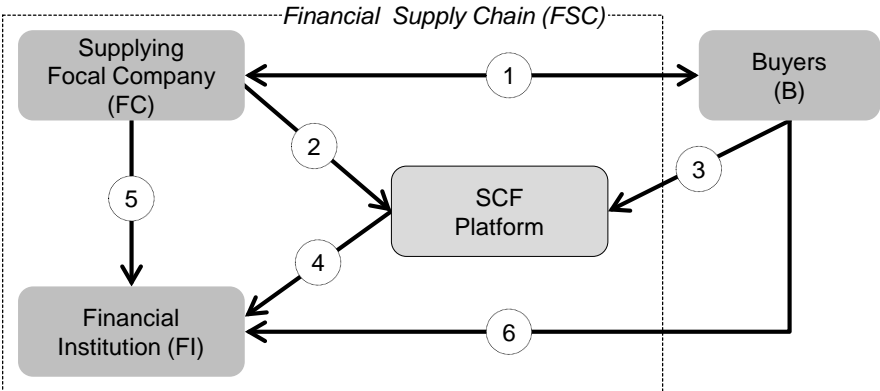 Financial Supply Chain (FSC)
Supplying
Focal Company
(FC)
1
Buyers
(B)
2
3
SCF
Platform
5
4
Financial
Institution (FI)
6